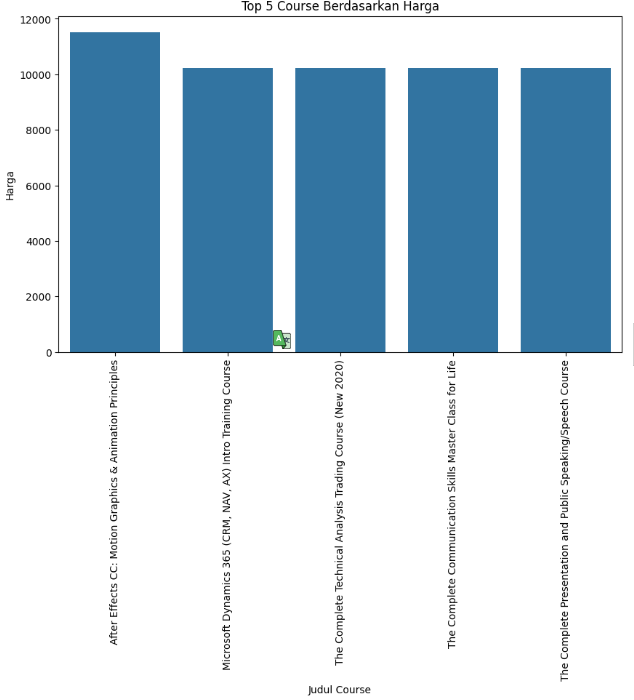 Top 5 Course Berdasarkan Harga
12000
10000
8000
6000
4000
2000
0
Harga
After Effects CC: Motion Graphics & Animation Principles
Microsoft Dynamics 365 (CRM, NAV, AX) Intro Training Course
The Complete Technical Analysis Trading Course (New 2020)
The Complete Communication Skills Master Class for Life
The Complete Presentation and Public Speaking/Speech Course
Judul Course